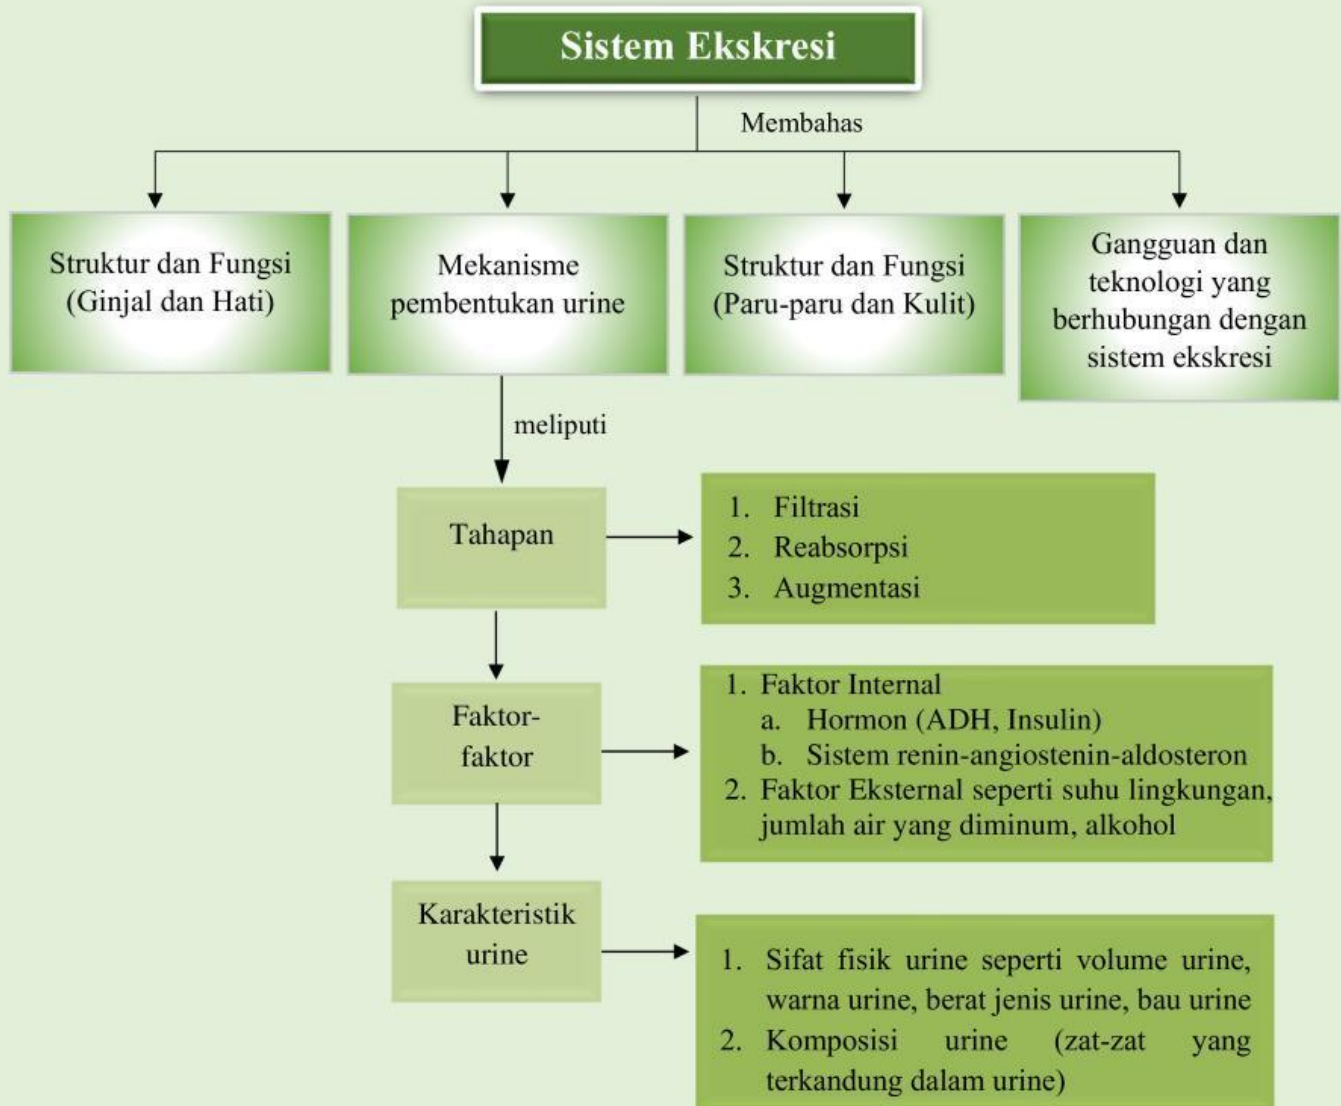 Sistem Ekskresi
Membahas
Struktur dan Fungsi
(Ginjal dan Hati)
Mekanisme
pembentukan urine
Struktur dan Fungsi
(Paru-paru dan Kulit)
Gangguan dan
teknologi yang
berhubungan dengan
sistem ekskresi
meliputi
Tahapan
1. Filtrasi
2. Reabsorpsi
3. Augmentasi
Faktor-
faktor
1. Faktor Internal
a. Hormon (ADH, Insulin)
b. Sistem renin-angiostenin-aldosteron
2. Faktor Eksternal seperti suhu lingkungan,
jumlah air yang diminum, alkohol
Karakteristik
urine
1. Sifat fisik urine seperti volume urine,
warna urine, berat jenis urine, bau urine
2. Komposisi urine (zat-zat yang
terkandung dalam urine)